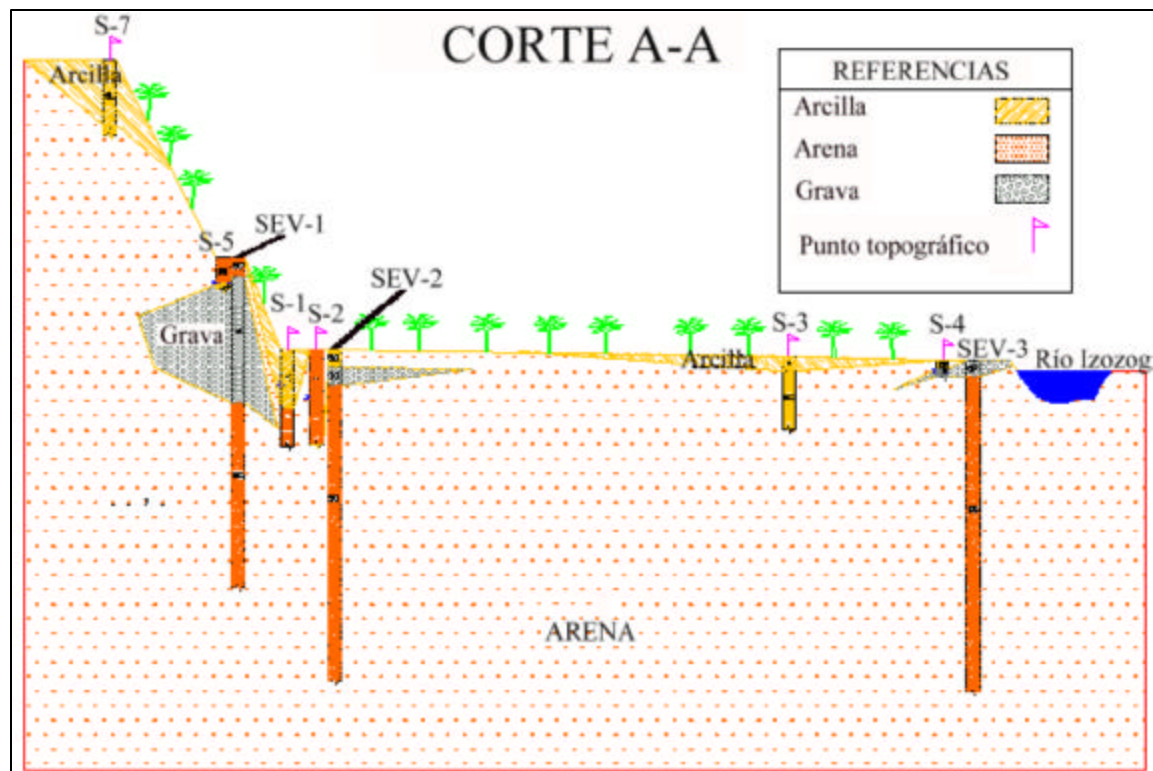 CORTE A-A
S-7
Arcilla
REFERENCIAS
Arcilla
Arena
Grava
Punto topográfico
S-5
SEV-1
SEV-2
Grava
S-1
S-2
S-3
Arcilla
S-4
SEV-3
Río Izozog
ARENA